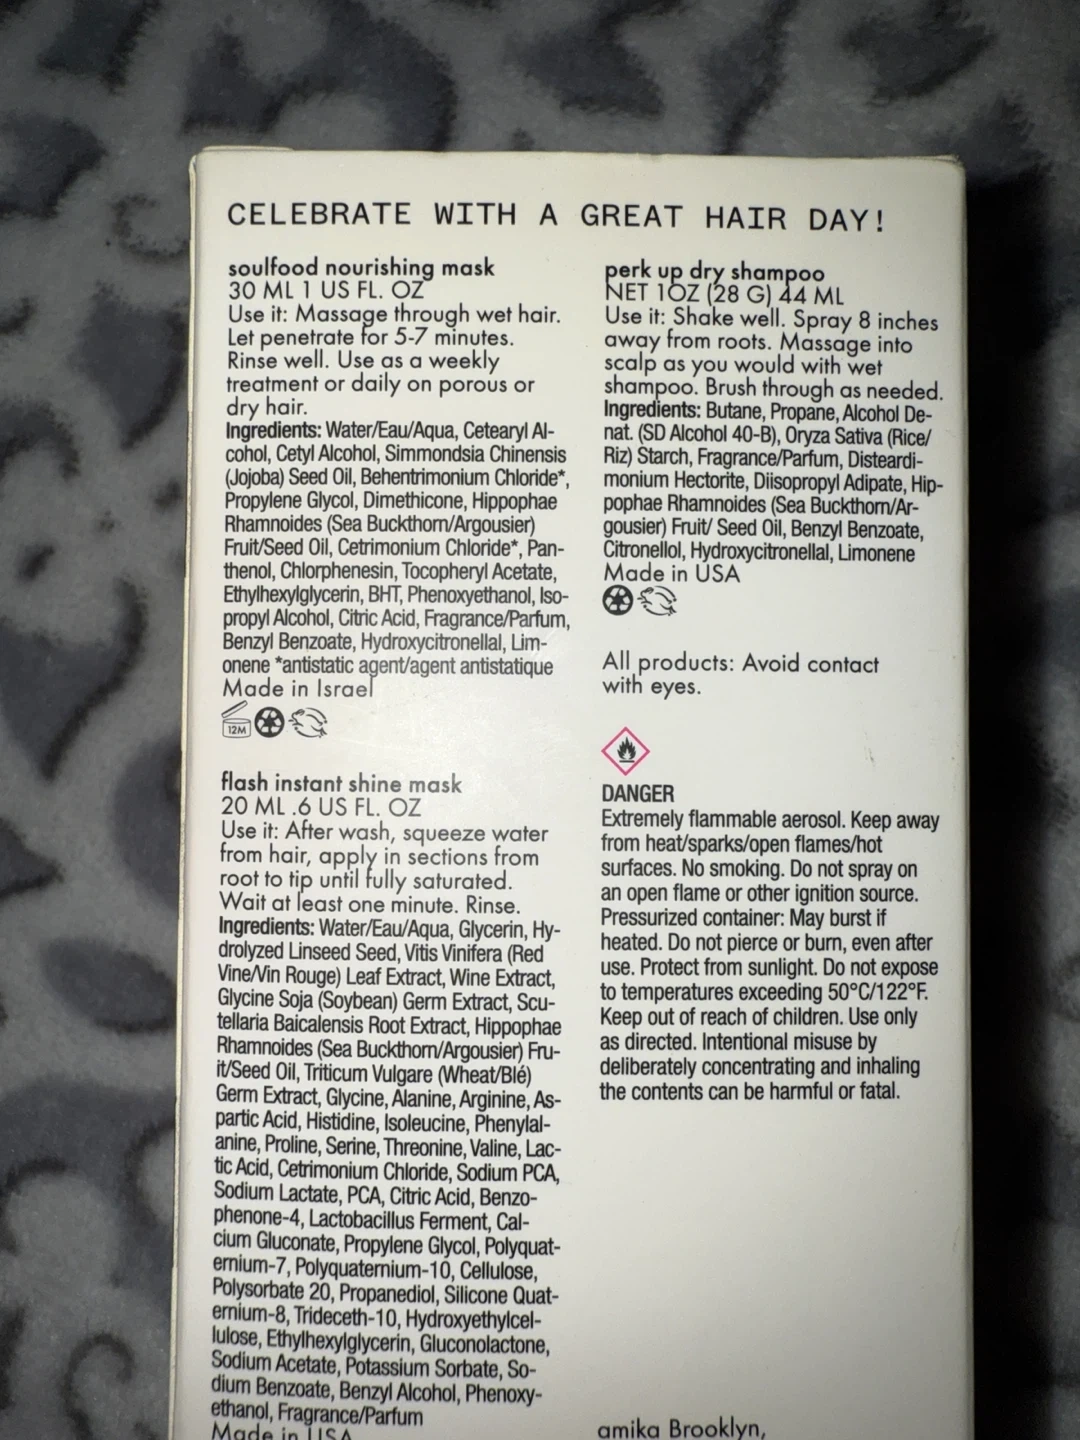 CELEBRATE WITH A GREAT HAIR DAY!
soulfood nourishing mask
30 ML 1 US FL. OZ
Use it: Massage through wet hair.
Let penetrate for 5-7 minutes.
Rinse well. Use as a weekly
treatment or daily on porous or
dry hair.
Ingredients: Water/Eau/Aqua, Cetearyl Al-
cohol, Cetyl Alcohol, Simmondsia Chinensis
(Jojoba) Seed Oil, Behentrimonium Chloride*,
Propylene Glycol, Dimethicone, Hippophae
Rhamnoides (Sea Buckthorn/Argousier)
Fruit/Seed Oil, Cetrimonium Chloride*, Pan-
thenol, Chlorphenesin, Tocopheryl Acetate,
Ethylhexylglycerin, BHT, Phenoxyethanol, Iso-
propyl Alcohol, Citric Acid, Fragrance/Parfum,
Benzyl Benzoate, Hydroxycitronellal, Lim-
onene *antistatic agent/agent antistatique
Made in Israel
12M
flash instant shine mask
20 ML .6 US FL. OZ
Use it: After wash, squeeze water
from hair, apply in sections from
root to tip until fully saturated.
Wait at least one minute. Rinse.
Ingredients: Water/Eau/Aqua, Glycerin, Hy-
drolyzed Linseed Seed, Vitis Vinifera (Red
Vine/Vin Rouge) Leaf Extract, Wine Extract,
Glycine Soja (Soybean) Germ Extract, Scu-
tellaria Baicalensis Root Extract, Hippophae
Rhamnoides (Sea Buckthorn/Argousier) Fru-
it/Seed Oil, Triticum Vulgare (Wheat/Blé)
Germ Extract, Glycine, Alanine, Arginine, As-
partic Acid, Histidine, Isoleucine, Phenylal-
anine, Proline, Serine, Threonine, Valine, Lac-
tic Acid, Cetrimonium Chloride, Sodium PCA,
Sodium Lactate, PCA, Citric Acid, Benzo-
phenone-4, Lactobacillus Ferment, Cal-
cium Gluconate, Propylene Glycol, Polyquat-
ernium-7, Polyquaternium-10, Cellulose,
Polysorbate 20, Propanediol, Silicone Quat-
ernium-8, Trideceth-10, Hydroxyethylcel-
lulose, Ethylhexylglycerin, Gluconolactone,
Sodium Acetate, Potassium Sorbate, So-
dium Benzoate, Benzyl Alcohol, Phenoxy-
ethanol, Fragrance/Parfum
Made in USA
perk up dry shampoo
NET 1OZ (28 G) 44 ML
Use it: Shake well. Spray 8 inches
away from roots. Massage into
scalp as you would with wet
shampoo. Brush through as needed.
Ingredients: Butane, Propane, Alcohol De-
nat. (SD Alcohol 40-B), Oryza Sativa (Rice/
Riz) Starch, Fragrance/Parfum, Disteardi-
monium Hectorite, Diisopropyl Adipate, Hip-
pophae Rhamnoides (Sea Buckthorn/Ar-
gousier) Fruit/ Seed Oil, Benzyl Benzoate,
Citronellol, Hydroxycitronellal, Limonene
Made in USA
All products: Avoid contact
with eyes.
DANGER
Extremely flammable aerosol. Keep away
from heat/sparks/open flames/hot
surfaces. No smoking. Do not spray on
an open flame or other ignition source.
Pressurized container: May burst if
heated. Do not pierce or burn, even after
use. Protect from sunlight. Do not expose
to temperatures exceeding 50°C/122°F.
Keep out of reach of children. Use only
as directed. Intentional misuse by
deliberately concentrating and inhaling
the contents can be harmful or fatal.
amika Brooklyn,